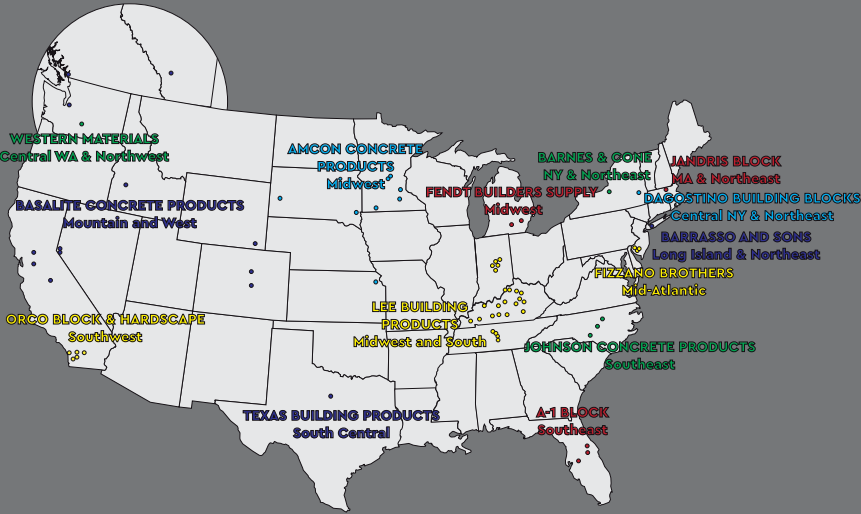 WESTERN MATERIALS
Central WA & Northwest
AMCON CONCRETE
PRODUCTS
Midwest
BARNES & CONE
NY & Northeast
JANDRIS BLOCK
MA & Northeast
FENDT BUILDERS SUPPLY
Midwest
DAGOSTINO BUILDING BLOCKS
Central NY & Northeast
BASALITE CONCRETE PRODUCTS
Mountain and West
BARRASSO AND SONS
Long Island & Northeast
FIZZANO BROTHERS
Mid-Atlantic
LEE BUILDING
PRODUCTS
Midwest and South
ORCO BLOCK & HARDSCAPE
Southwest
JOHNSON CONCRETE PRODUCTS
Southeast
TEXAS BUILDING PRODUCTS
South Central
A-1 BLOCK
Southeast